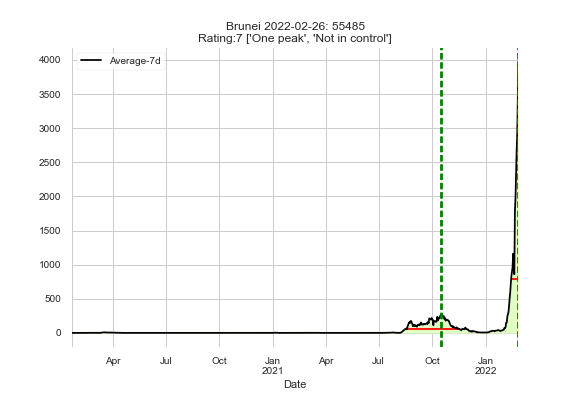 Brunei 2022-02-26: 55485
Rating:7 ['One peak', 'Not in control']
Average-7d
4000
3500
3000
2500
2000
1500
1000
500
0
Apr Jul Oct Jan Apr Jul Oct Jan
2021 2022
Date